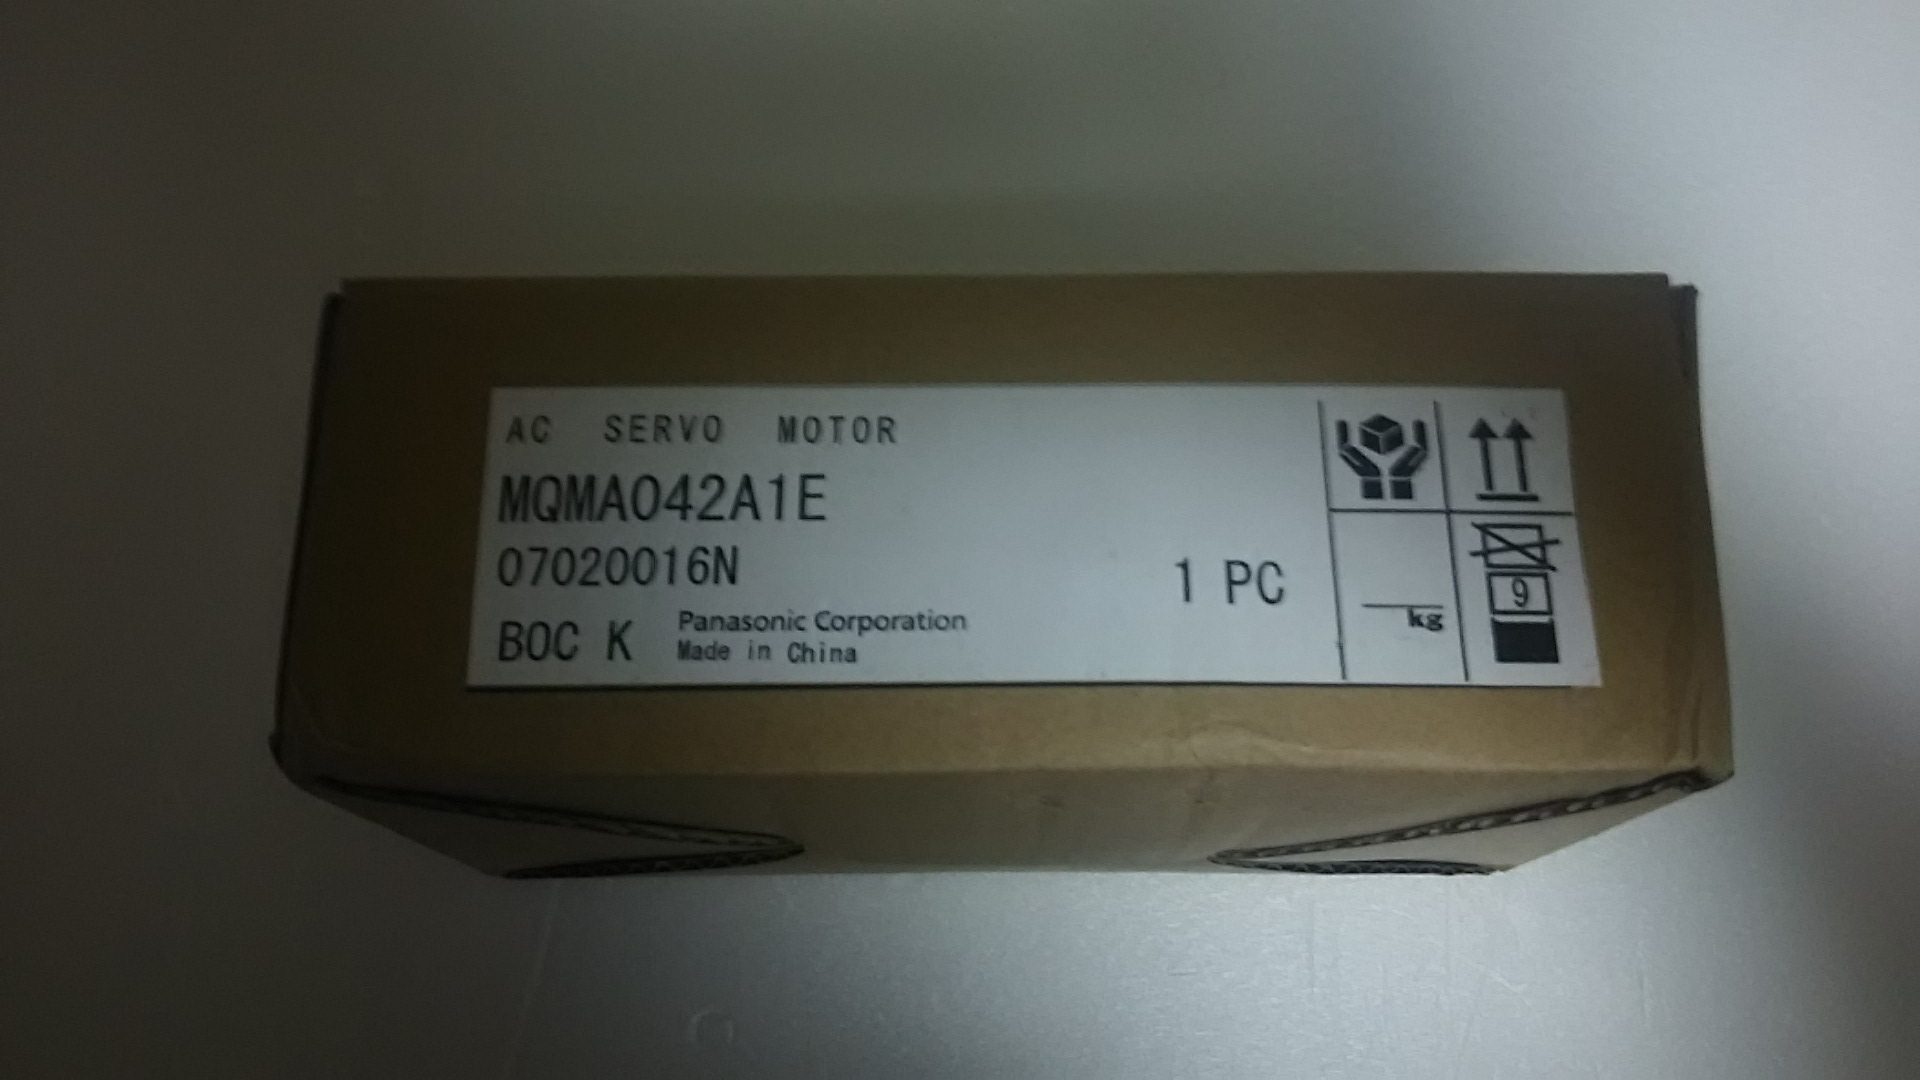 AC SERVO MOTOR
MQMA042A1E
07020016N
1 PC
BOC K
Panasonic Corporation
Made in China
kg
9